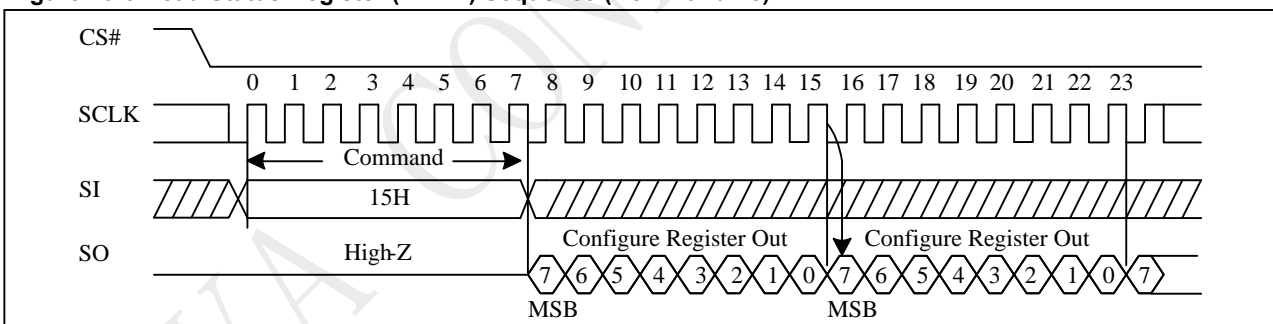 CS#
0 1 2 3 4 5 6 7 8 9 10 11 12 13 14 15 16 17 18 19 20 21 22 23
SCLK
Command
SI
15H
SO
High-Z
Configure Register Out
Configure Register Out
7 6 5 4 3 2 1 0 7 6 5 4 3 2 1 0 7
MSB
MSB